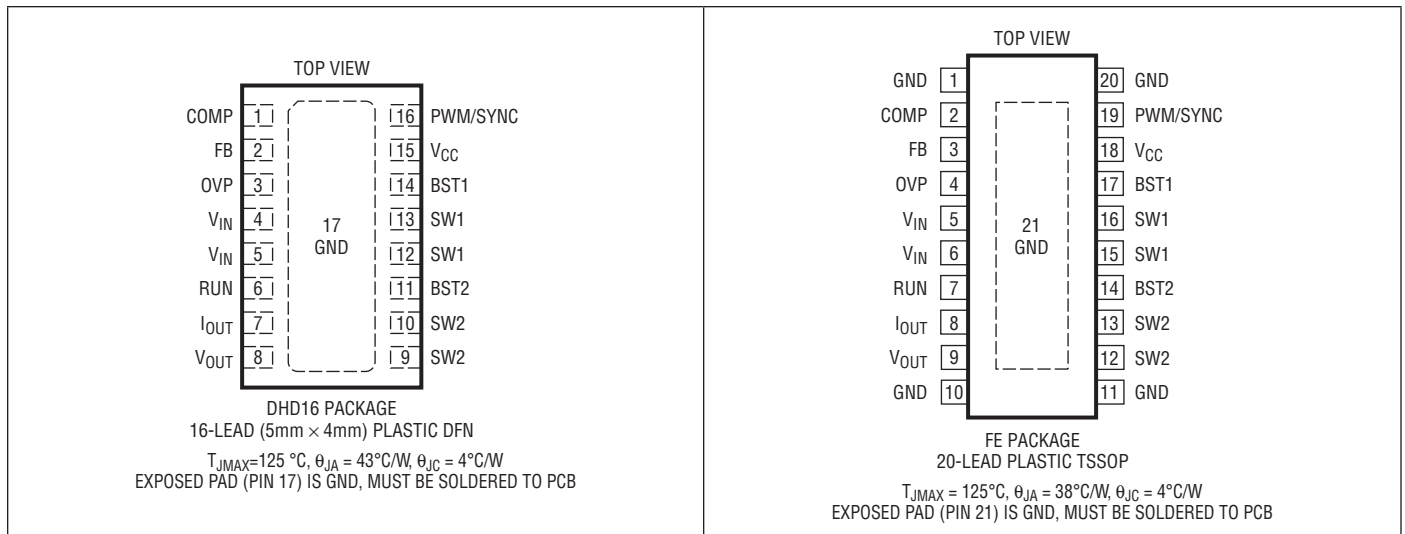 TOP VIEW
COMP 1 16 PWM/SYNC
FB 2 15 VCC
OVP 3 14 BST1
VIN 4 13 SW1
VIN 5 12 SW1
RUN 6 11 BST2
IOUT 7 10 SW2
VOUT 8 9 SW2
17
GND
DHD16 PACKAGE
16-LEAD (5mm × 4mm) PLASTIC DFN
TJMAX=125 °C, θJA = 43°C/W, θJC = 4°C/W
EXPOSED PAD (PIN 17) IS GND, MUST BE SOLDERED TO PCB
TOP VIEW
GND 1 20 GND
COMP 2 19 PWM/SYNC
FB 3 18 VCC
OVP 4 17 BST1
VIN 5 16 SW1
VIN 6 15 SW1
RUN 7 14 BST2
IOUT 8 13 SW2
VOUT 9 12 SW2
GND 10 11 GND
21
GND
FE PACKAGE
20-LEAD PLASTIC TSSOP
TJMAX = 125°C, θJA = 38°C/W, θJC = 4°C/W
EXPOSED PAD (PIN 21) IS GND, MUST BE SOLDERED TO PCB